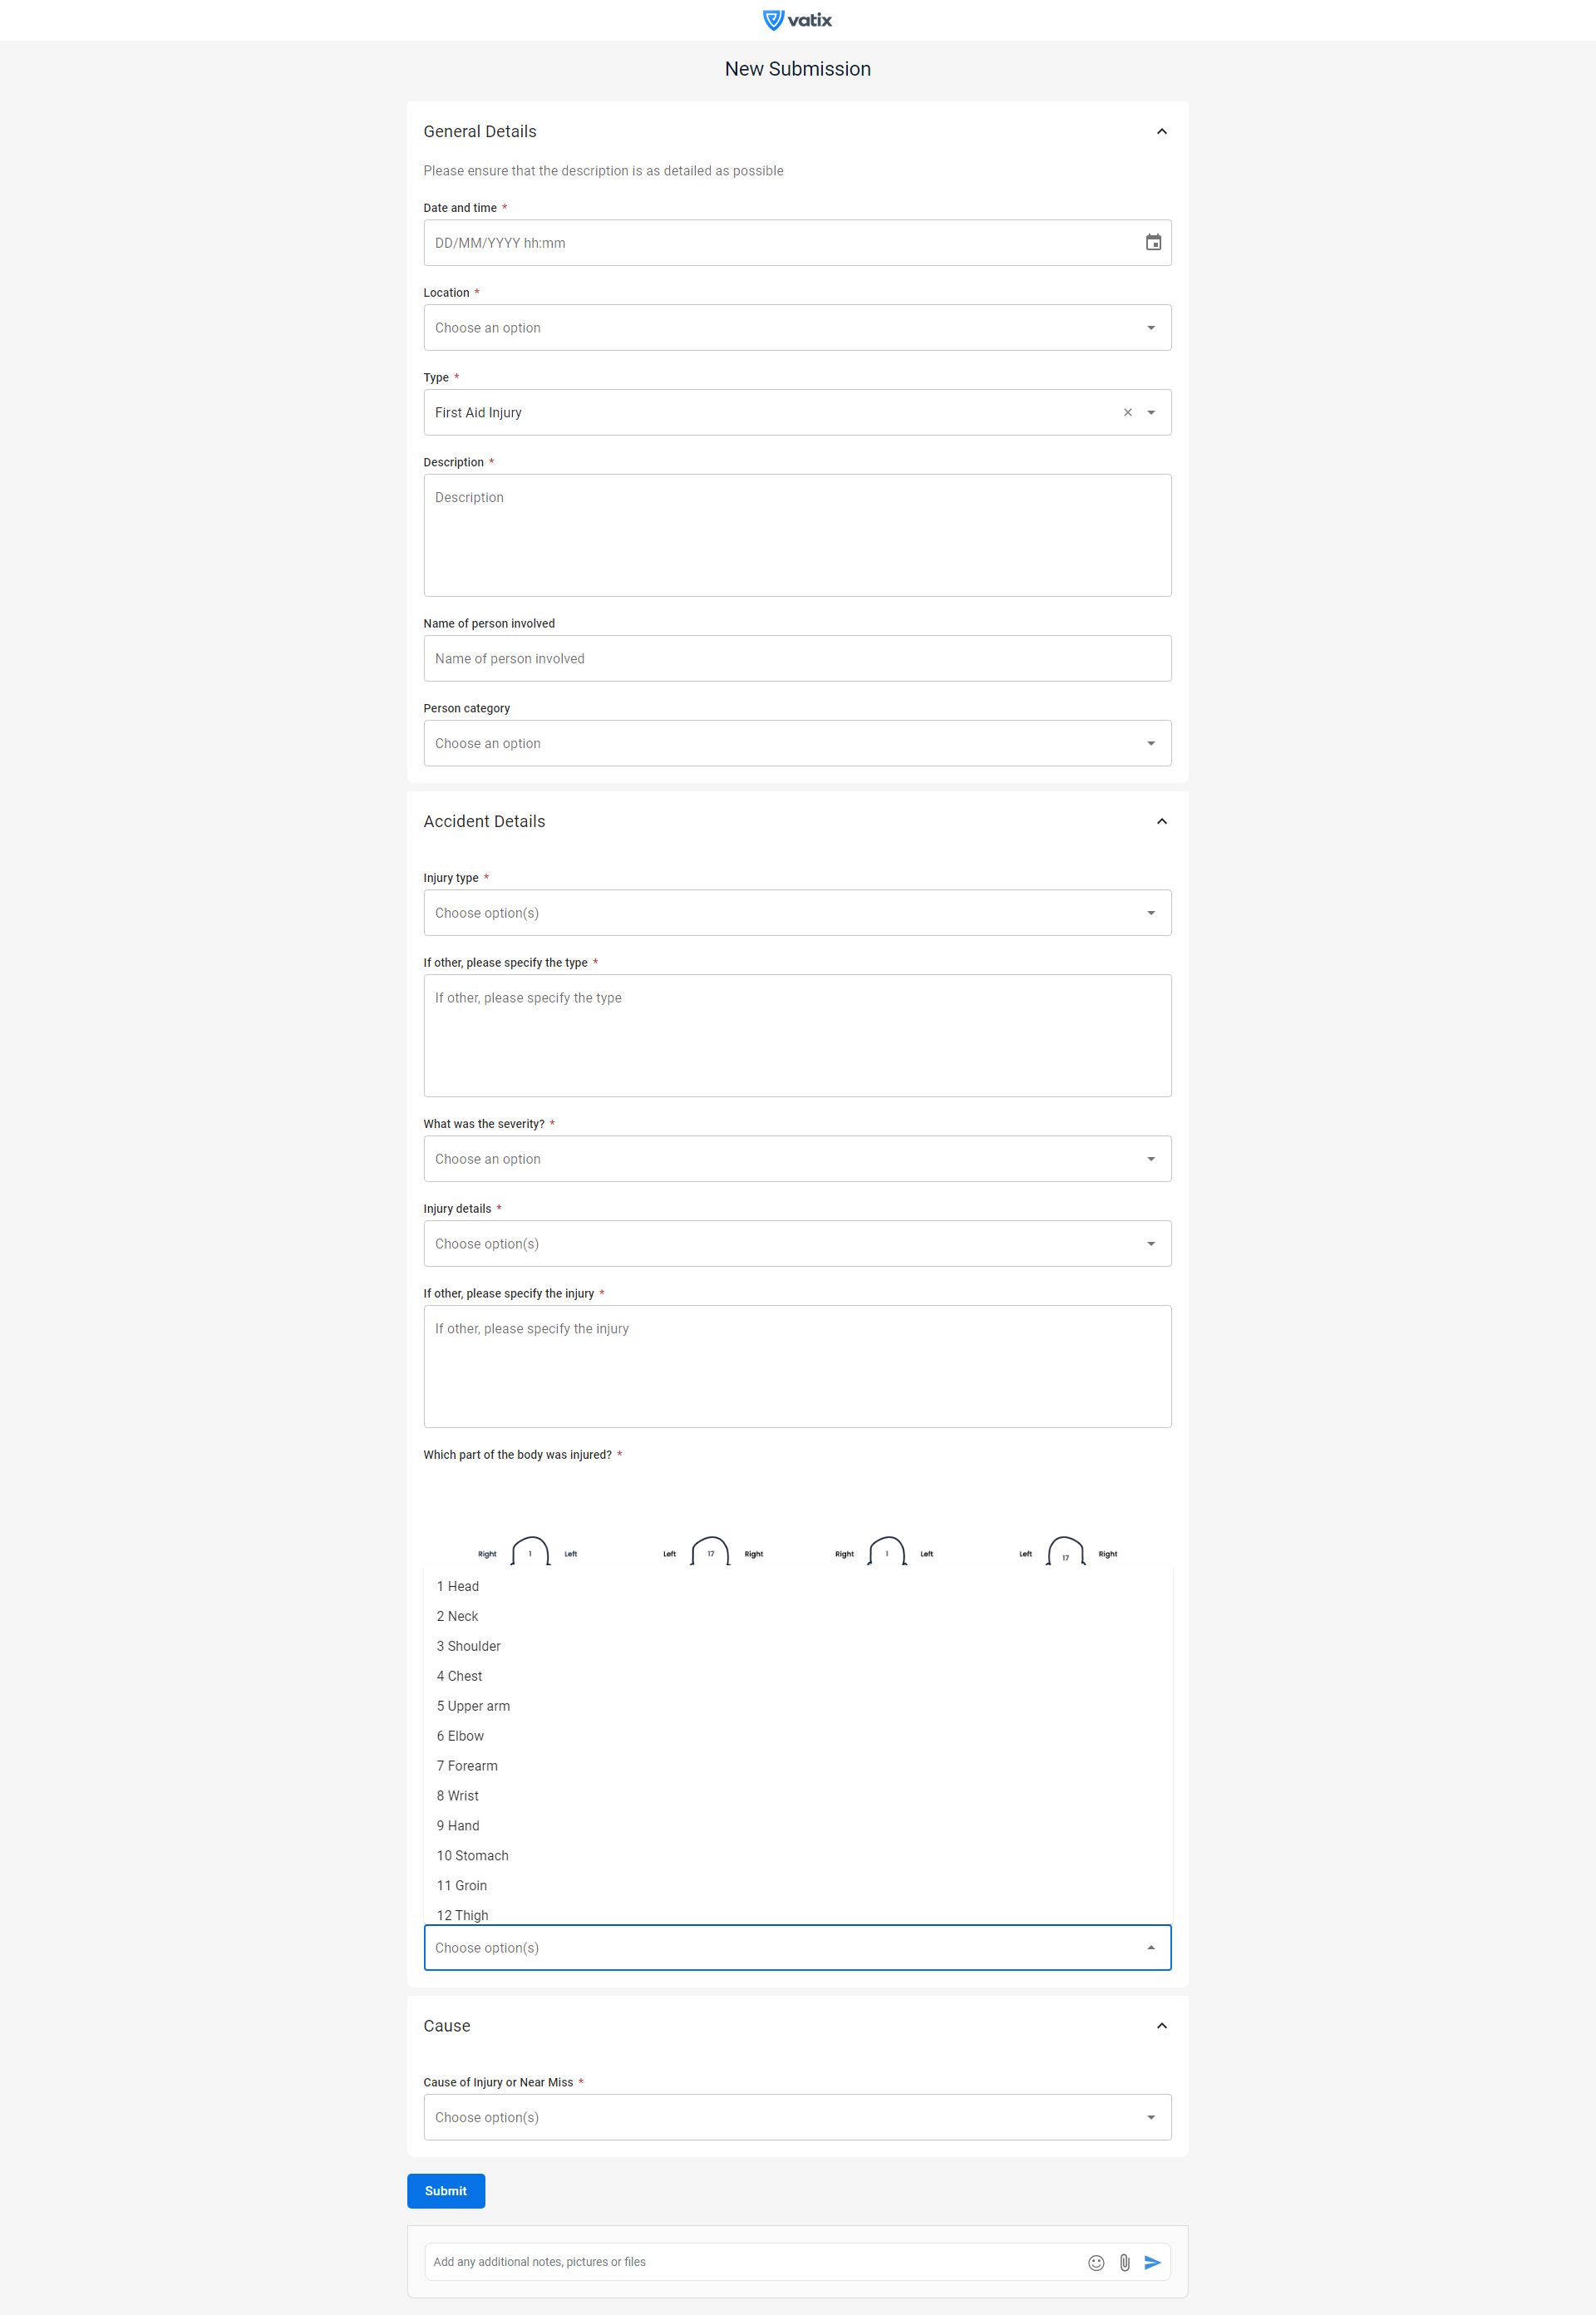 vatix
New Submission
General Details
Please ensure that the description is as detailed as possible
Date and time *
DD/MM/YYYY hh:mm
Location *
Choose an option
Type *
First Aid Injury
Description *
Description
Name of person involved
Name of person involved
Person category
Choose an option
Accident Details
Injury type *
Choose option(s)
If other, please specify the type *
If other, please specify the type
What was the severity? *
Choose an option
Injury details *
Choose option(s)
If other, please specify the injury *
If other, please specify the injury
Which part of the body was injured? *
Right 1 Left Left 17 Right Right 1 Left Left 17 Right
1 Head
2 Neck
3 Shoulder
4 Chest
5 Upper arm
6 Elbow
7 Forearm
8 Wrist
9 Hand
10 Stomach
11 Groin
12 Thigh
Choose option(s)
Cause
Cause of Injury or Near Miss *
Choose option(s)
Submit
Add any additional notes, pictures or files